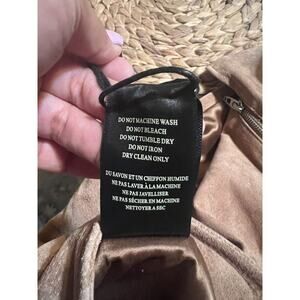 DO NOT MACHINE WASH
DO NOT BLEACH
DO NOT TUMBLE DRY
DO NOT IRON
DRY CLEAN ONLY
DU SAVON ET UN CHIFFON HUMIDE
NE PAS LAVER À LA MACHINE
NE PAS JAVELLISER
NE PAS SÉCHER EN MACHINE
NETTOYER A SEC